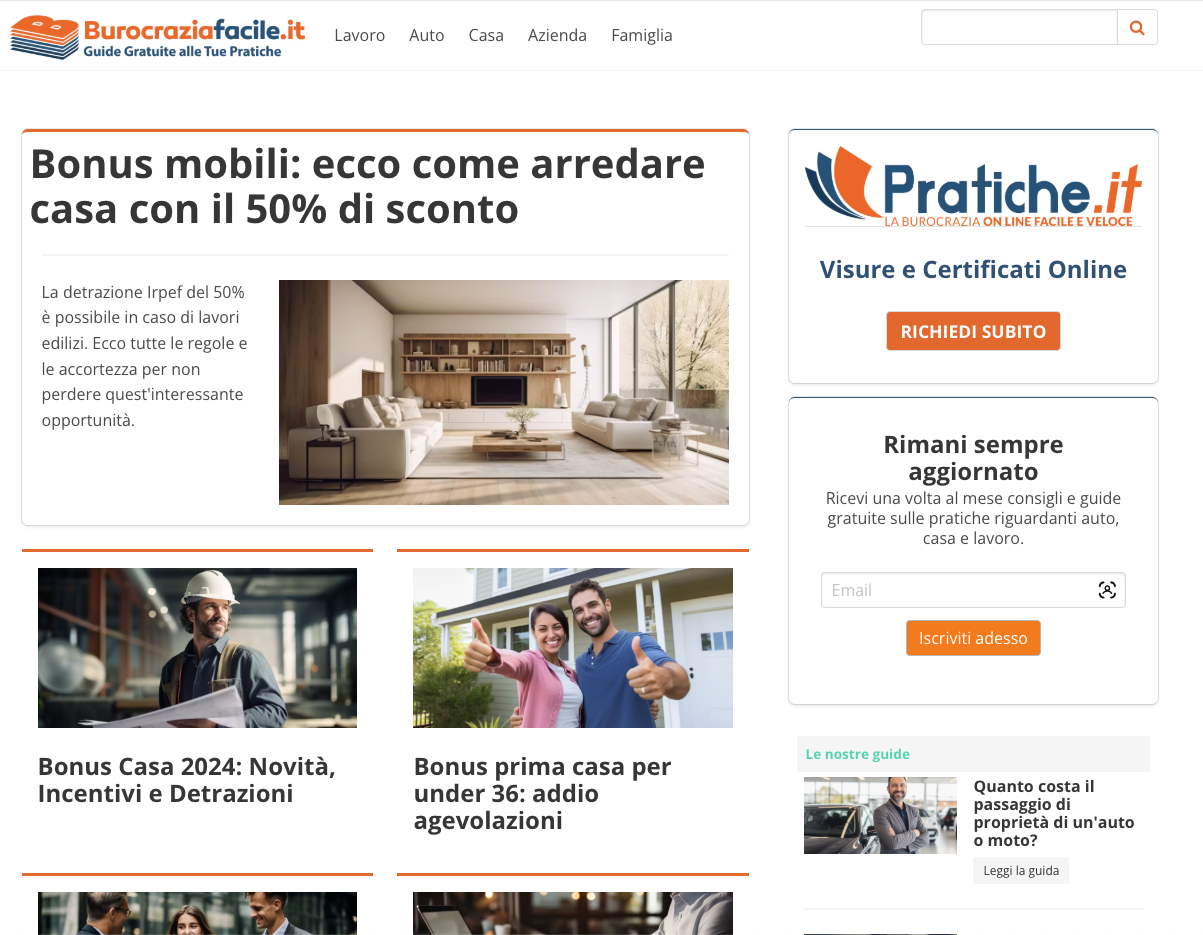 Burocraziafacile.it
Guide Gratuite alle Tue Pratiche
Lavoro Auto Casa Azienda Famiglia
Bonus mobili: ecco come arredare
casa con il 50% di sconto
La detrazione Irpef del 50%
è possibile in caso di lavori
edilizi. Ecco tutte le regole e
le accortezza per non
perdere quest'interessante
opportunità.
Bonus Casa 2024: Novità,
Incentivi e Detrazioni
Bonus prima casa per
under 36: addio
agevolazioni
Pratiche.it
LA BUROCRAZIA ON LINE FACILE E VELOCE
Visure e Certificati Online
RICHIEDI SUBITO
Rimani sempre
aggiornato
Ricevi una volta al mese consigli e guide
gratuite sulle pratiche riguardanti auto,
casa e lavoro.
Email
Iscriviti adesso
Le nostre guide
Quanto costa il
passaggio di
proprietà di un'auto
o moto?
Leggi la guida